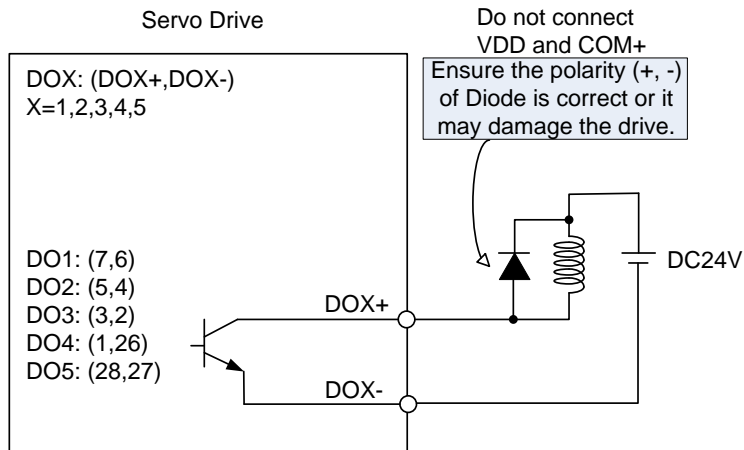 Servo Drive
Do not connect
VDD and COM+
Ensure the polarity (+, -)
of Diode is correct or it
may damage the drive.
DOX: (DOX+,DOX-)
X=1,2,3,4,5
DO1: (7,6)
DO2: (5,4)
DO3: (3,2)
DO4: (1,26)
DO5: (28,27)
DOX+
DOX-
DC24V